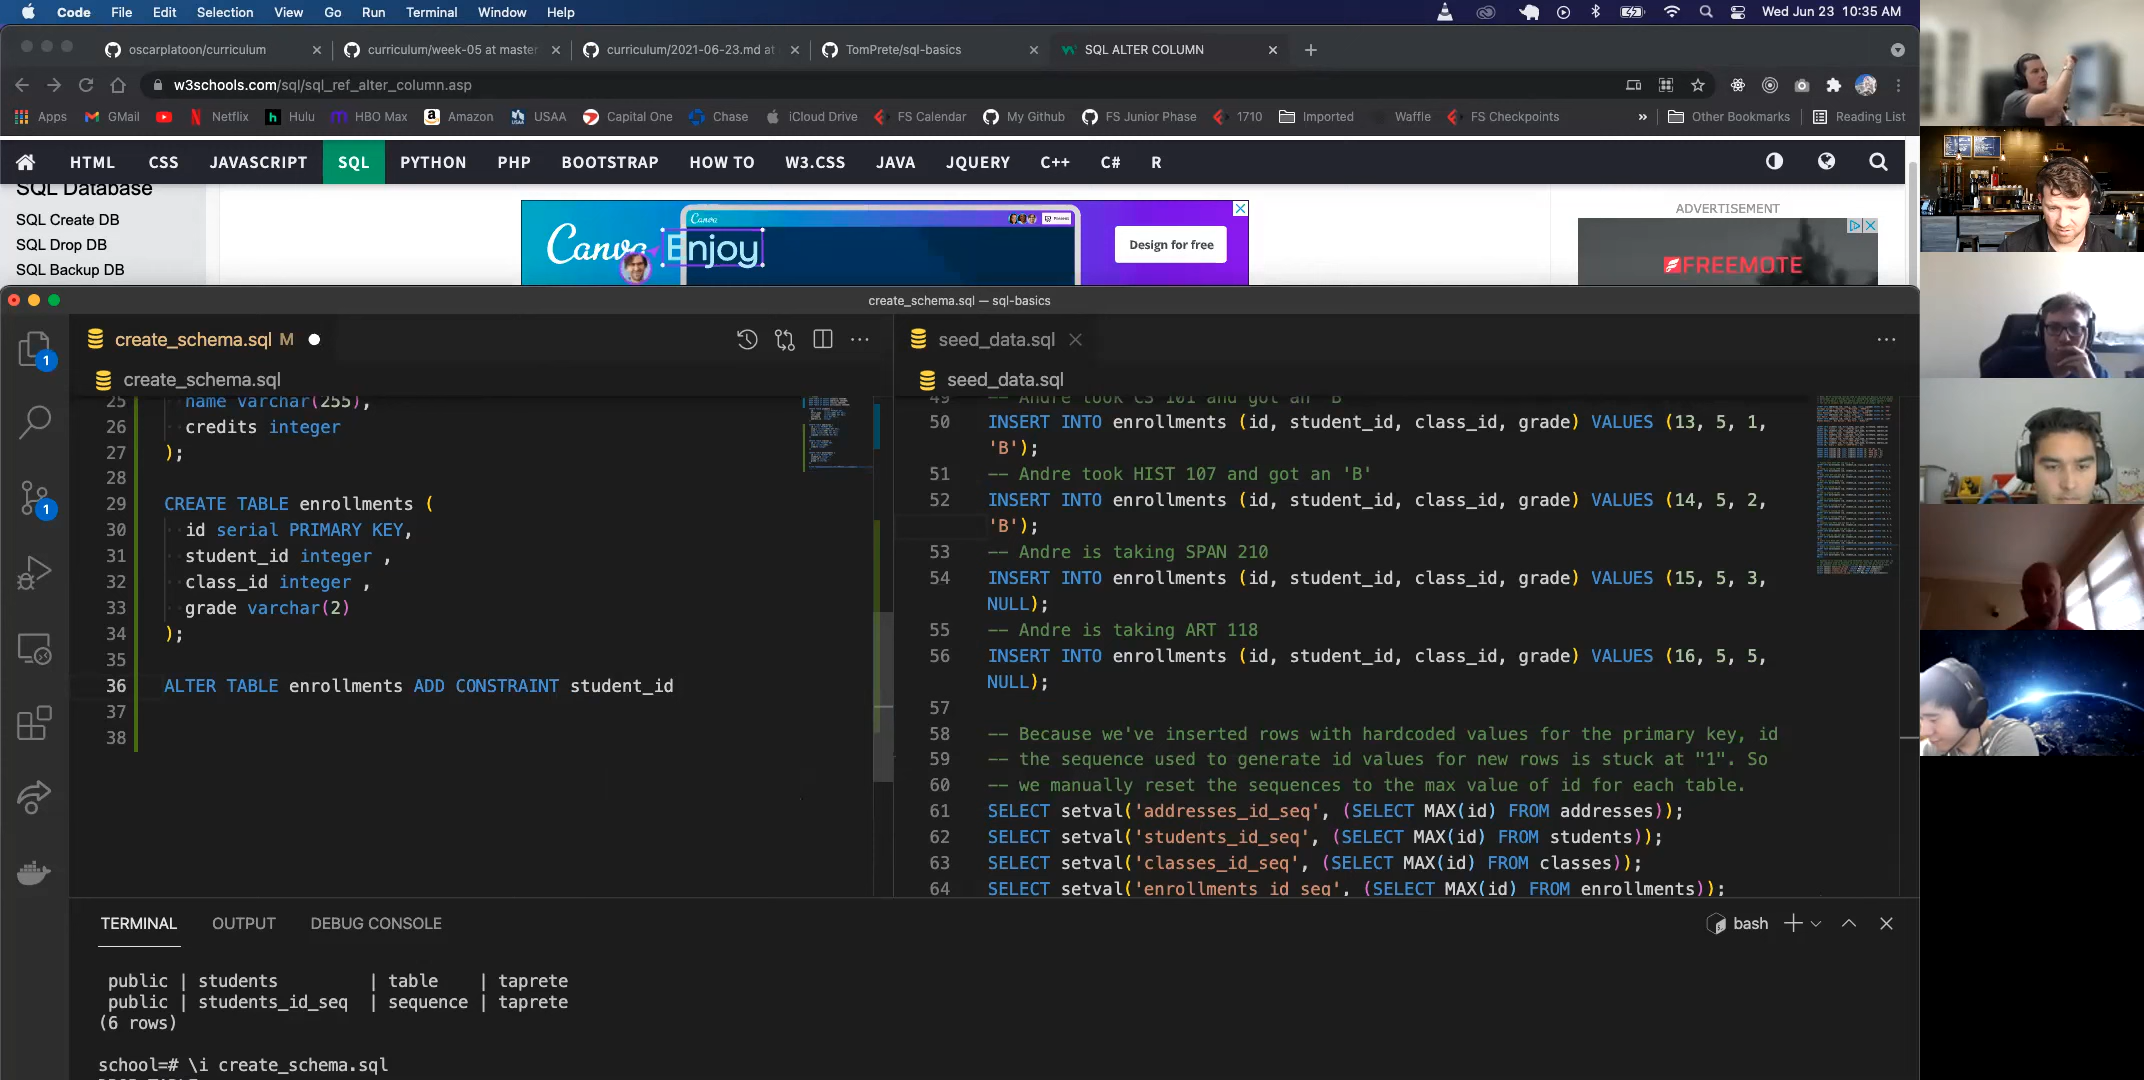 Code File Edit Selection View Go Run Terminal Window Help Wed Jun 23 10:35 AM
oscarplatoon/curriculum curriculum/week-05 at master curriculum/2021-06-23.md at TomPrete/sql-basics SQL ALTER COLUMN
w3schools.com/sql/sql_ref_alter_column.asp
Apps GMail Netflix Hulu HBO Max Amazon USAA Capital One Chase iCloud Drive FS Calendar My Github FS Junior Phase 1710 Imported Waffle FS Checkpoints » Other Bookmarks Reading List
HTML CSS JAVASCRIPT SQL PYTHON PHP BOOTSTRAP HOW TO W3.CSS JAVA JQUERY C++ C# R
SQL Database
SQL Create DB
SQL Drop DB
SQL Backup DB
Canva
Canva Enjoy
Design for free
ADVERTISEMENT
FREEMOTE
create_schema.sql — sql-basics
create_schema.sql M
create_schema.sql
25 name varchar(255),
26 credits integer
27 );
28
29 CREATE TABLE enrollments (
30 id serial PRIMARY KEY,
31 student_id integer ,
32 class_id integer ,
33 grade varchar(2)
34 );
35
36 ALTER TABLE enrollments ADD CONSTRAINT student_id
37
38
seed_data.sql
seed_data.sql
49 -- Andre took CS 101 and got an 'B'
50 INSERT INTO enrollments (id, student_id, class_id, grade) VALUES (13, 5, 1,
'B');
51 -- Andre took HIST 107 and got an 'B'
52 INSERT INTO enrollments (id, student_id, class_id, grade) VALUES (14, 5, 2,
'B');
53 -- Andre is taking SPAN 210
54 INSERT INTO enrollments (id, student_id, class_id, grade) VALUES (15, 5, 3,
NULL);
55 -- Andre is taking ART 118
56 INSERT INTO enrollments (id, student_id, class_id, grade) VALUES (16, 5, 5,
NULL);
57
58 -- Because we've inserted rows with hardcoded values for the primary key, id
59 -- the sequence used to generate id values for new rows is stuck at "1". So
60 -- we manually reset the sequences to the max value of id for each table.
61 SELECT setval('addresses_id_seq', (SELECT MAX(id) FROM addresses));
62 SELECT setval('students_id_seq', (SELECT MAX(id) FROM students));
63 SELECT setval('classes_id_seq', (SELECT MAX(id) FROM classes));
64 SELECT setval('enrollments_id_seq', (SELECT MAX(id) FROM enrollments));
1
1
TERMINAL OUTPUT DEBUG CONSOLE bash
public | students | table | taprete
public | students_id_seq | sequence | taprete
(6 rows)
school=# \i create_schema.sql
DROP TABLE